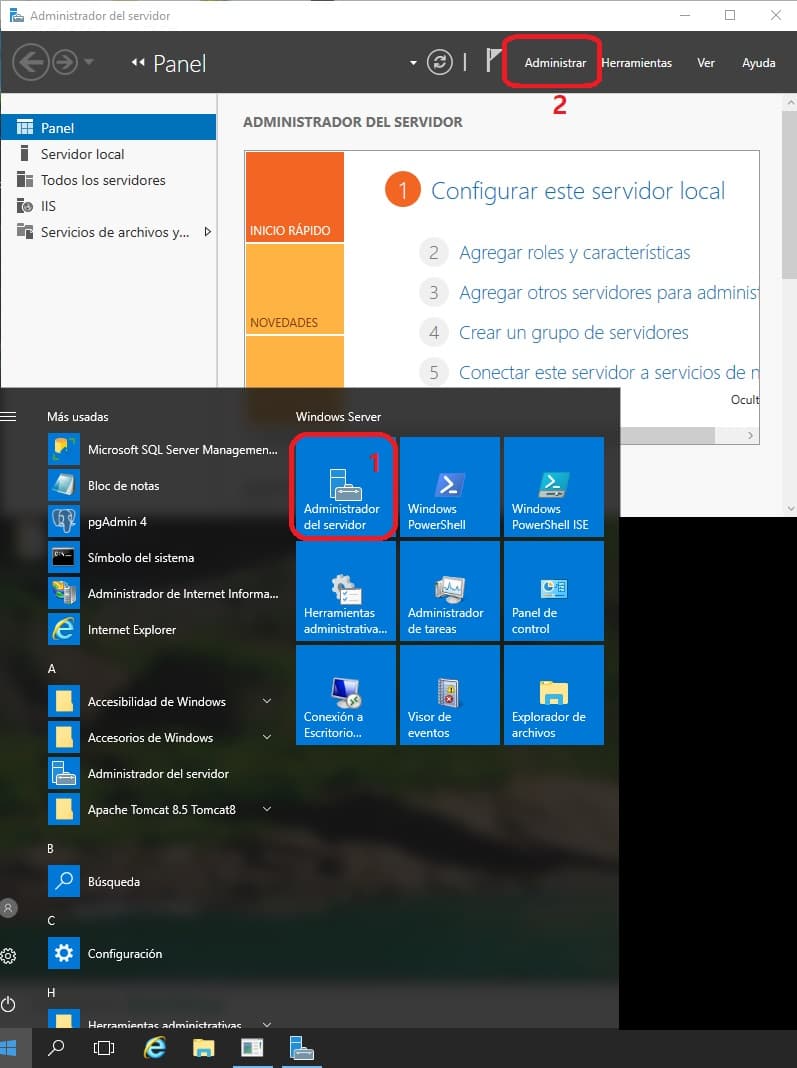 Administrador del servidor
Panel
Administrar
Herramientas
Ver
Ayuda
2
Panel
Servidor local
Todos los servidores
IIS
Servicios de archivos y...
ADMINISTRADOR DEL SERVIDOR
INICIO RÁPIDO
NOVEDADES
1 Configurar este servidor local
2 Agregar roles y características
3 Agregar otros servidores para adminis
4 Crear un grupo de servidores
5 Conectar este servidor a servicios de n
Ocult
Más usadas
Microsoft SQL Server Managemen...
Bloc de notas
pgAdmin 4
Símbolo del sistema
Administrador de Internet Informa...
Internet Explorer
A
Accesibilidad de Windows
Accesorios de Windows
Administrador del servidor
Apache Tomcat 8.5 Tomcat8
B
Búsqueda
C
Configuración
H
Herramientas administrativas
Windows Server
1
Administrador
del servidor
Windows
PowerShell
Windows
PowerShell ISE
Herramientas
administrativa...
Administrador
de tareas
Panel de
control
Conexión a
Escritorio...
Visor de
eventos
Explorador de
archivos